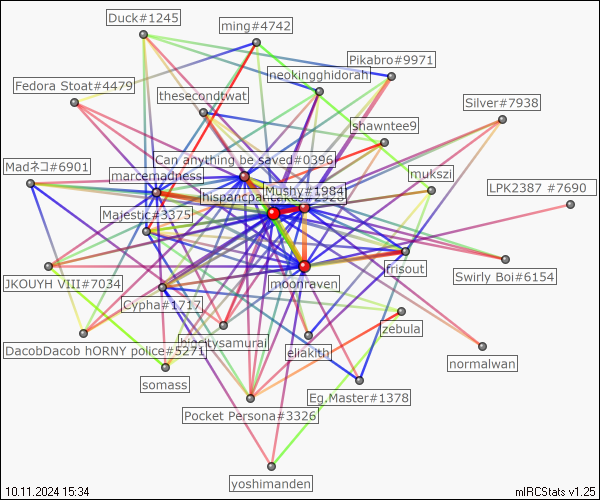 Duck#1245
ming#4742
Pikabro#9971
neokingghidorah
Fedora Stoat#4479
thesecondtwat
Silver#7938
shawntee9
Can anything be saved#0396
Madネコ#6901
marcemadness
mukszi
Mushy#1984
LPK2387 #7690
Majestic#3375
frisout
Swirly Boi#6154
JKOUYH VIII#7034
moonraven
Cypha#1717
zebula
DacobDacob hORNY police#5271
eliakith
normalwan
somass
Eg.Master#1378
Pocket Persona#3326
yoshimanden
10.11.2024 15:34
mIRCStats v1.25